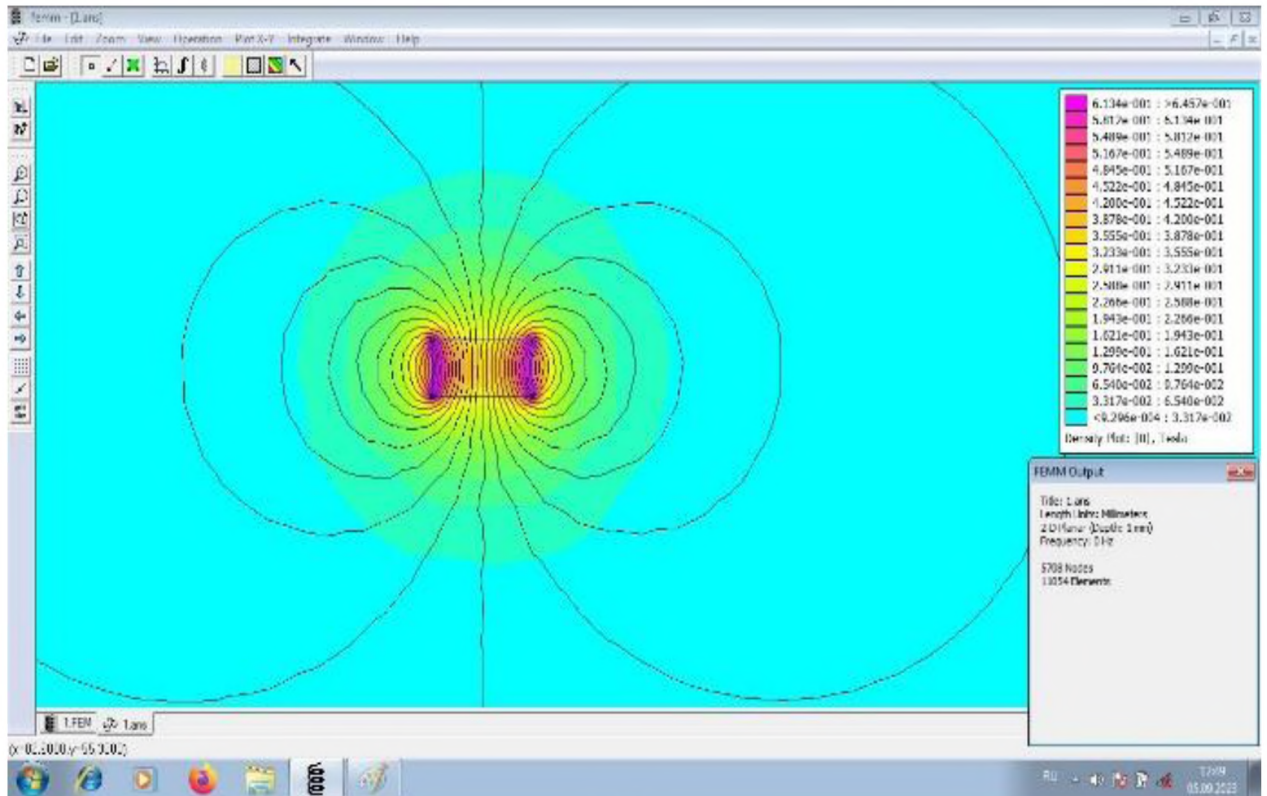 femm - [1.ans]
File Edit Zoom View Operation Plot X-Y Integrate Window Help
6.134e-001 : >6.457e-001
5.812e-001 : 6.134e-001
5.489e-001 : 5.812e-001
5.167e-001 : 5.489e-001
4.845e-001 : 5.167e-001
4.522e-001 : 4.845e-001
4.200e-001 : 4.522e-001
3.878e-001 : 4.200e-001
3.555e-001 : 3.878e-001
3.233e-001 : 3.555e-001
2.911e-001 : 3.233e-001
2.588e-001 : 2.911e-001
2.266e-001 : 2.588e-001
1.943e-001 : 2.266e-001
1.621e-001 : 1.943e-001
1.299e-001 : 1.621e-001
9.764e-002 : 1.299e-001
6.540e-002 : 9.764e-002
3.317e-002 : 6.540e-002
<9.296e-004 : 3.317e-002
Density Plot: |B|, Tesla
FEMM Output
Title: 1.ans
Length Units: Millimeters
2-D Planar (Depth: 1 mm)
Frequency: 0 Hz
5708 Nodes
11054 Elements
1.FEM 1.ans
RU
05.09.2023